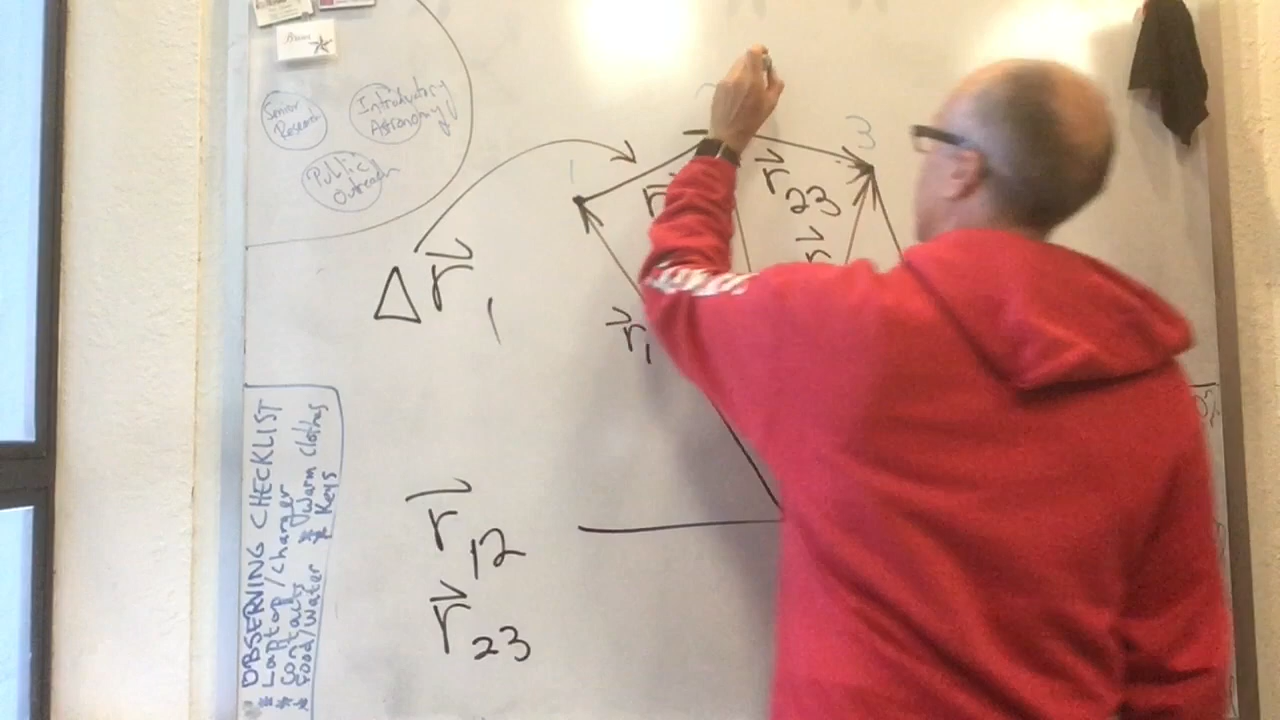 Senior
Research
Introductory
Astronomy
Public
Outreach
1
3
r
r 23
r
Δr 1
r 1
r 12
r 23
OBSERVING CHECKLIST
* Laptop/charger
* Contacts * Warm clothes
* Food/Water * Keys